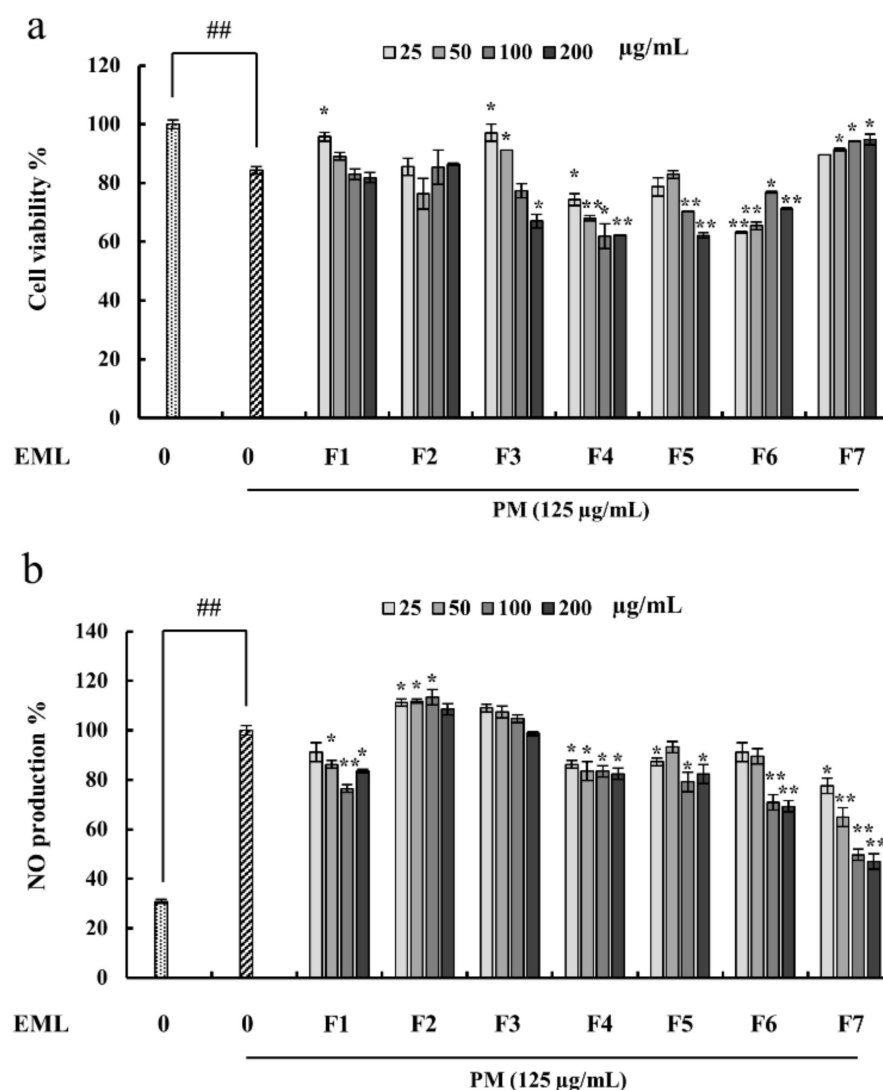 a
##
25 50 100 200 µg/mL
120
100
80
60
40
20
0
Cell viability %
* * * * * ** * ** ** ** ** ** * ** * * *
EML 0 0 F1 F2 F3 F4 F5 F6 F7
PM (125 µg/mL)
b
##
25 50 100 200 µg/mL
140
120
100
80
60
40
20
0
NO production %
* ** * * * * * * * * * * * ** ** * ** ** **
EML 0 0 F1 F2 F3 F4 F5 F6 F7
PM (125 µg/mL)